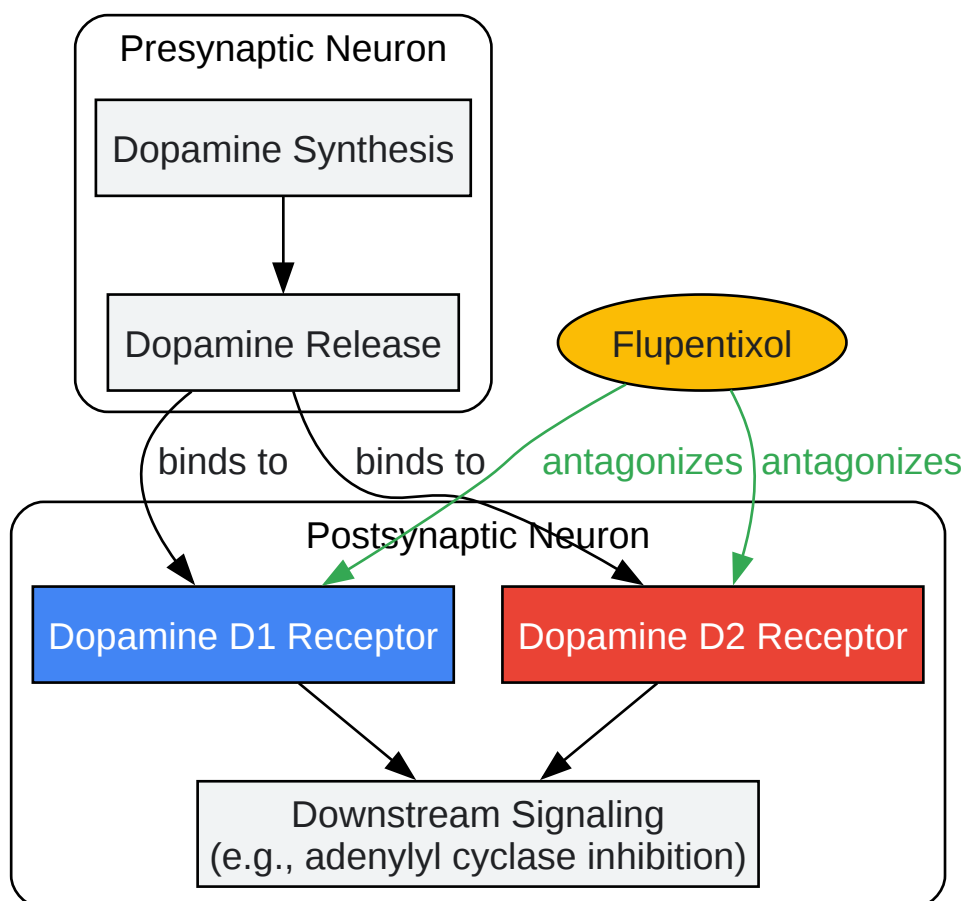 Presynaptic Neuron
Dopamine Synthesis
Dopamine Release
Flupentixol
binds to
binds to
antagonizes
antagonizes
Postsynaptic Neuron
Dopamine D1 Receptor
Dopamine D2 Receptor
Downstream Signaling
(e.g., adenylyl cyclase inhibition)